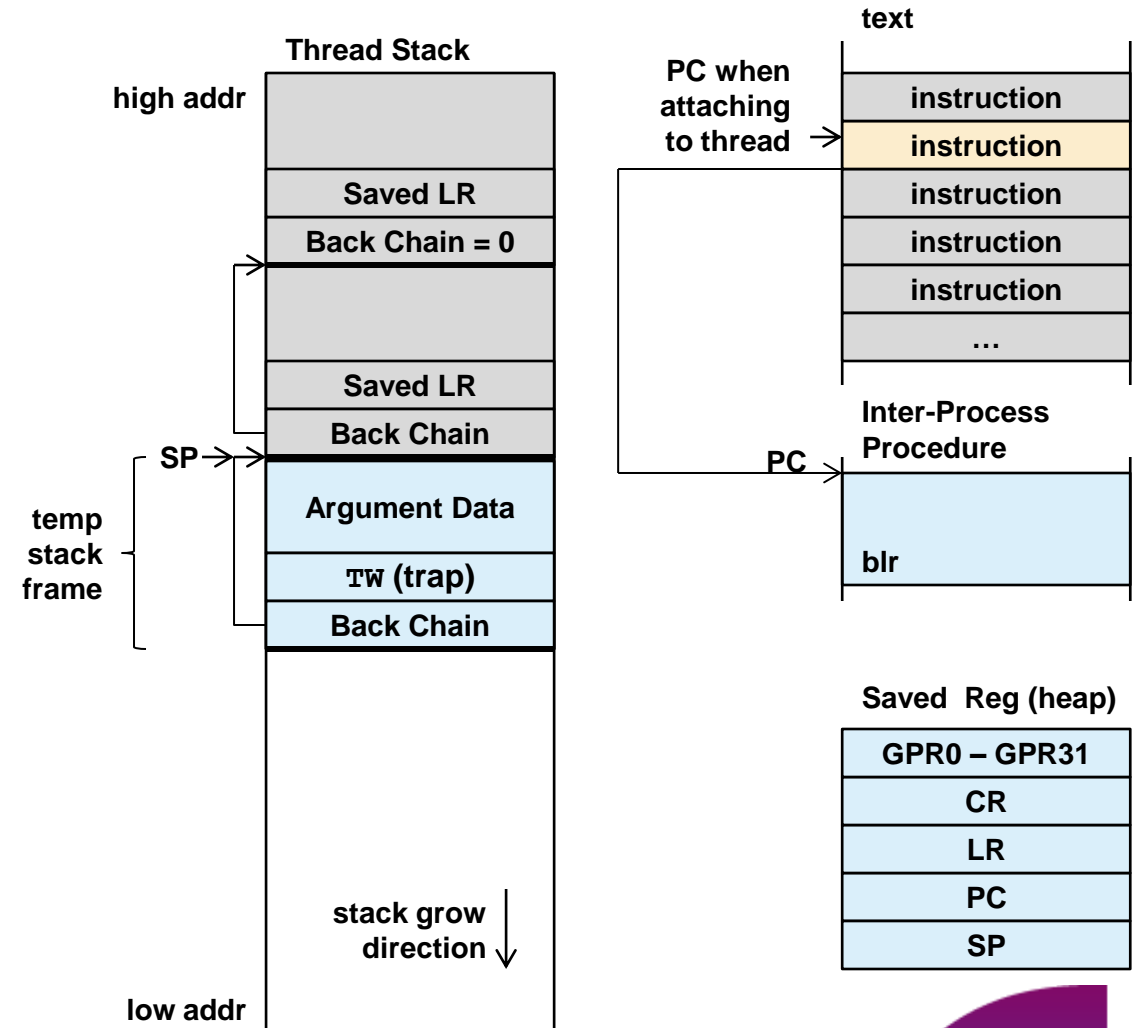 Thread Stack
high addr
Saved LR
Back Chain = 0
Saved LR
Back Chain
SP
temp
stack
frame
Argument Data
TW (trap)
Back Chain
stack grow
direction
low addr
text
PC when
attaching
to thread
instruction
instruction
instruction
instruction
instruction
...
Inter-Process
Procedure
PC
blr
Saved Reg (heap)
GPR0 – GPR31
CR
LR
PC
SP